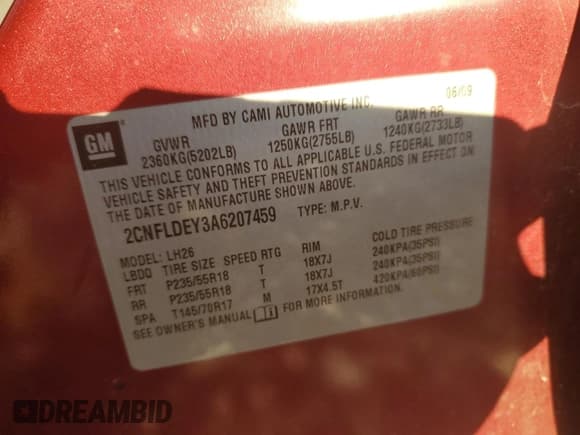 06/09
MFD BY CAMI AUTOMOTIVE INC.
GM
GVWR GAWR FRT GAWR RR
2360KG(5202LB) 1250KG(2755LB) 1240KG(2733LB)
THIS VEHICLE CONFORMS TO ALL APPLICABLE U.S. FEDERAL MOTOR
VEHICLE SAFETY AND THEFT PREVENTION STANDARDS IN EFFECT ON
THE DATE OF MANUFACTURE SHOWN ABOVE.
2CNFLDEY3A6207459 TYPE: M.P.V.
MODEL: LH26
LBDQ TIRE SIZE SPEED RTG RIM COLD TIRE PRESSURE
FRT P235/55R18 T 18X7J 240KPA(35PSI)
RR P235/55R18 T 18X7J 240KPA(35PSI)
SPA T145/70R17 M 17X4.5T 420KPA(60PSI)
SEE OWNER'S MANUAL FOR MORE INFORMATION
DREAMBID